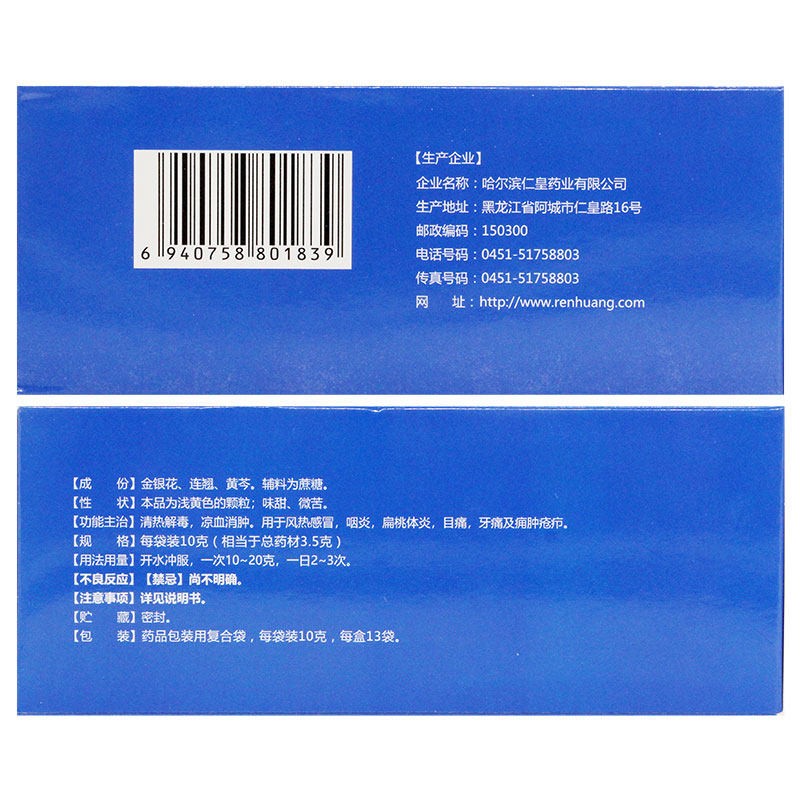 6 940758 801839
【生产企业】
企业名称：哈尔滨仁皇药业有限公司
生产地址：黑龙江省阿城市仁皇路16号
邮政编码：150300
电话号码：0451-51758803
传真号码：0451-51758803
网 址：http://www.renhuang.com
【成 份】金银花、连翘、黄芩。辅料为蔗糖。
【性 状】本品为浅黄色的颗粒；味甜、微苦。
【功能主治】清热解毒，凉血消肿。用于风热感冒，咽炎，扁桃体炎，目痛，牙痛及痈肿疮疖。
【规 格】每袋装10克（相当于总药材3.5克）
【用法用量】开水冲服，一次10~20克，一日2~3次。
【不良反应】【禁忌】尚不明确。
【注意事项】详见说明书。
【贮 藏】密封。
【包 装】药品包装用复合袋，每袋装10克，每盒13袋。